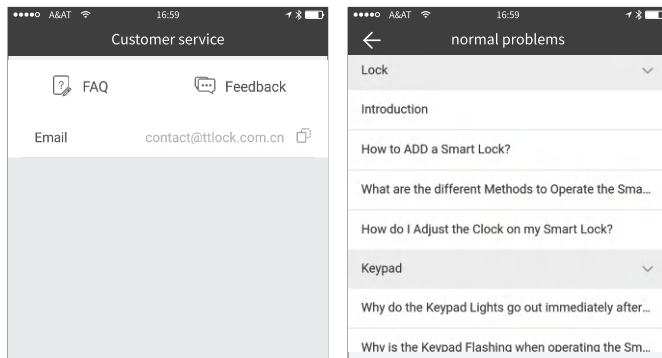 A&AT 16:59
Customer service
FAQ Feedback
Email contact@ttlock.com.cn
A&AT 16:59
normal problems
Lock
Introduction
How to ADD a Smart Lock?
What are the different Methods to Operate the Sma...
How do I Adjust the Clock on my Smart Lock?
Keypad
Why do the Keypad Lights go out immediately after...
Why is the Keypad Flashing when operating the Sm...